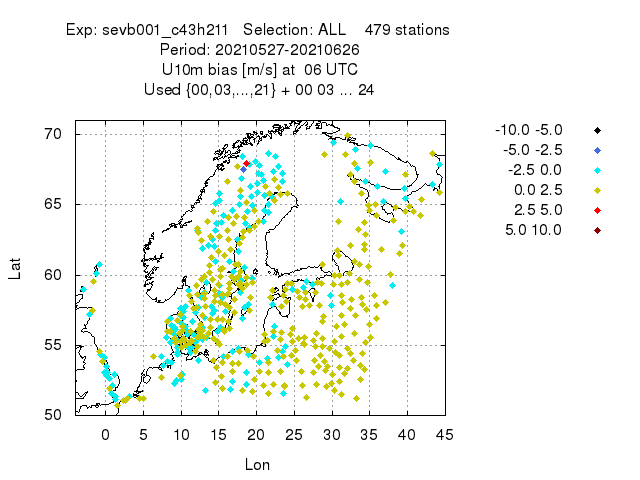 Exp: sevb001_c43h211   Selection: ALL    479 stations
Period: 20210527-20210626
U10m bias [m/s] at  06 UTC
Used {00,03,...,21} + 00 03 ... 24
70
65
60
55
50
Lat
0 5 10 15 20 25 30 35 40 45
Lon
-10.0 -5.0
-5.0 -2.5
-2.5 0.0
0.0 2.5
2.5 5.0
5.0 10.0